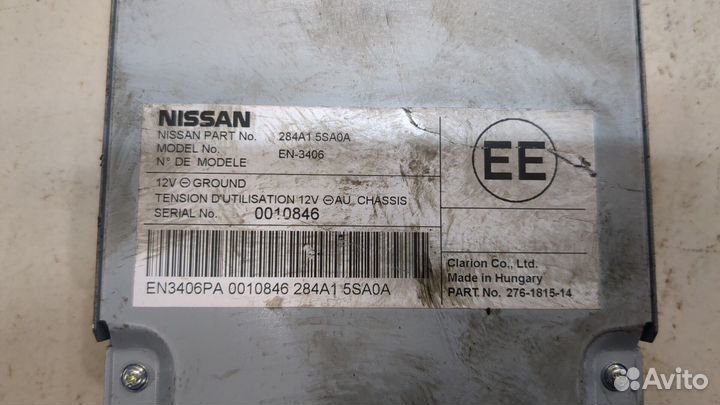 NISSAN
NISSAN PART No. 284A1 5SA0A
MODEL No. EN-3406
N° DE MODELE
12V ⊖ GROUND
TENSION D'UTILISATION 12V ⊖ AU CHASSIS
SERIAL No. 0010846
EN3406PA 0010846 284A1 5SA0A
EE
Clarion Co., Ltd.
Made in Hungary
PART. No. 276-1815-14
Avito